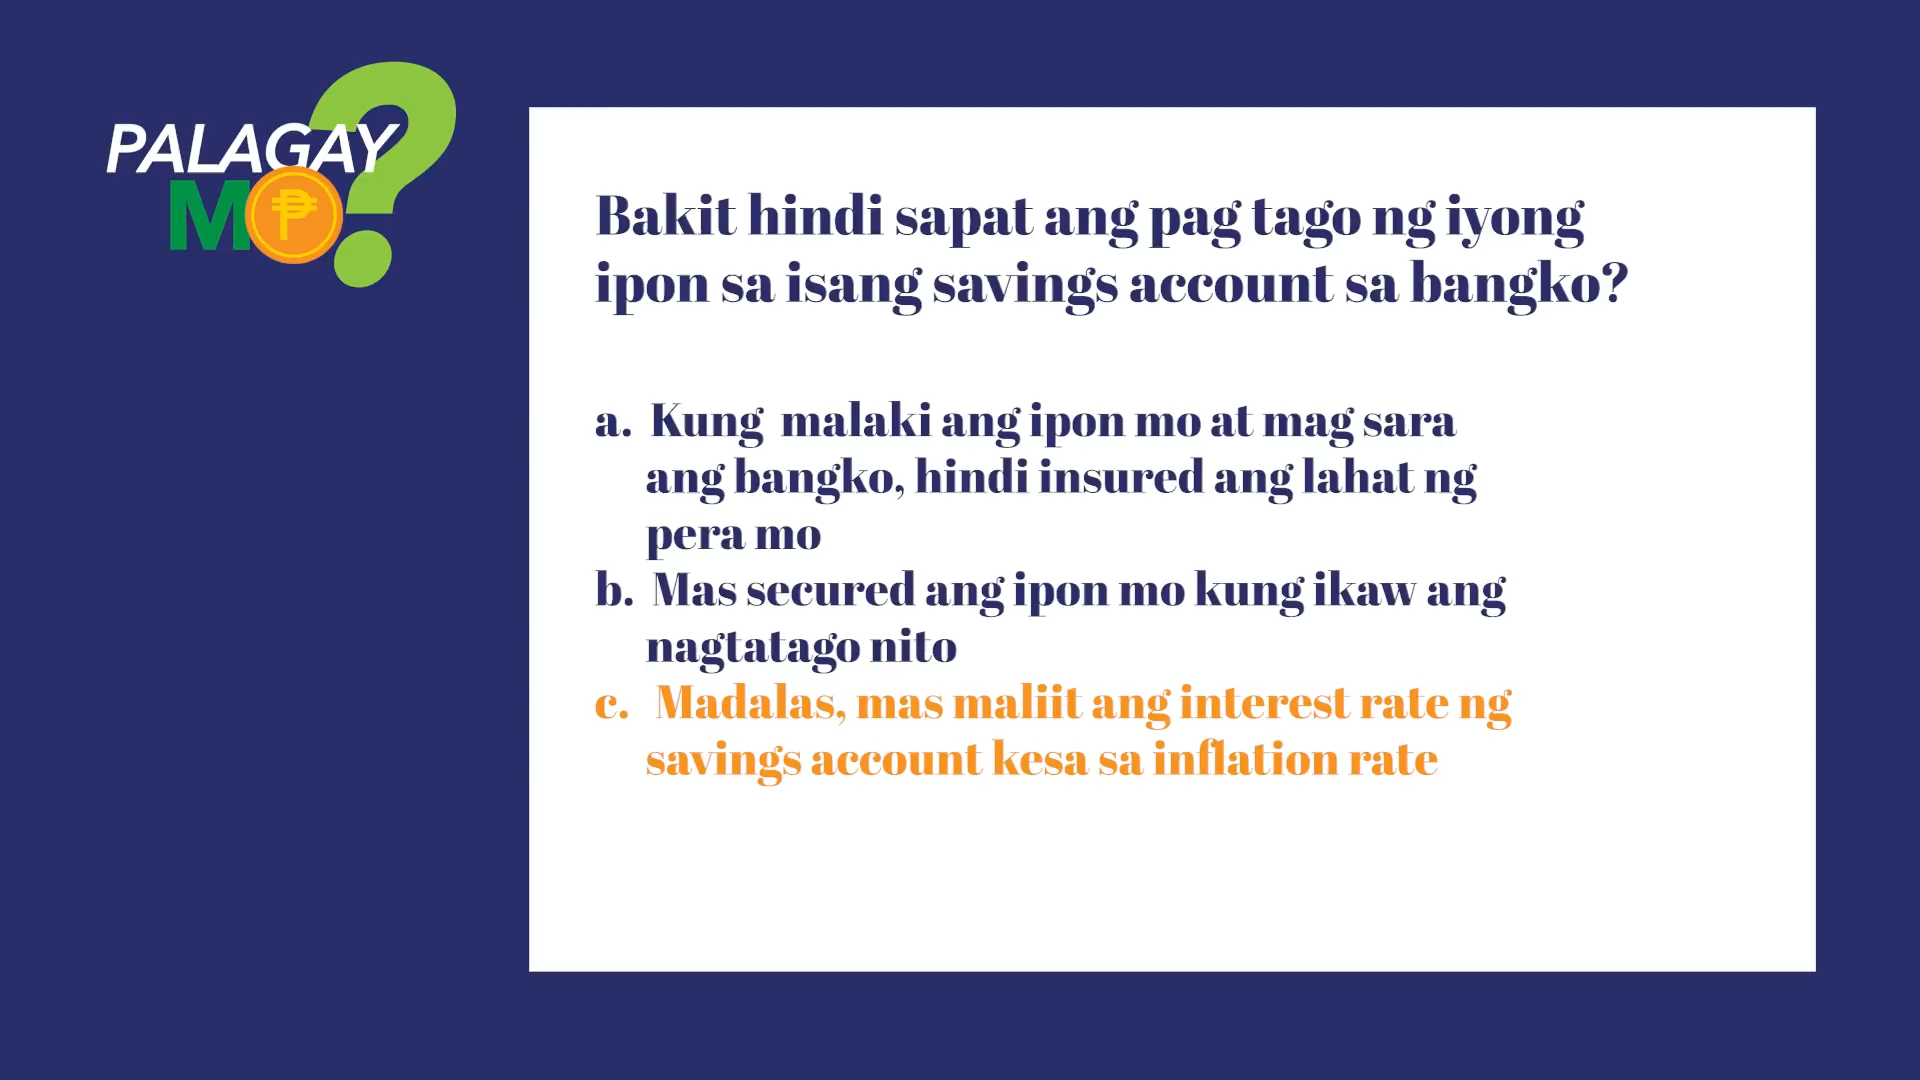 PALAGAY
MO?
Bakit hindi sapat ang pag tago ng iyong
ipon sa isang savings account sa bangko?
a. Kung malaki ang ipon mo at mag sara
ang bangko, hindi insured ang lahat ng
pera mo
b. Mas secured ang ipon mo kung ikaw ang
nagtatago nito
c. Madalas, mas maliit ang interest rate ng
savings account kesa sa inflation rate